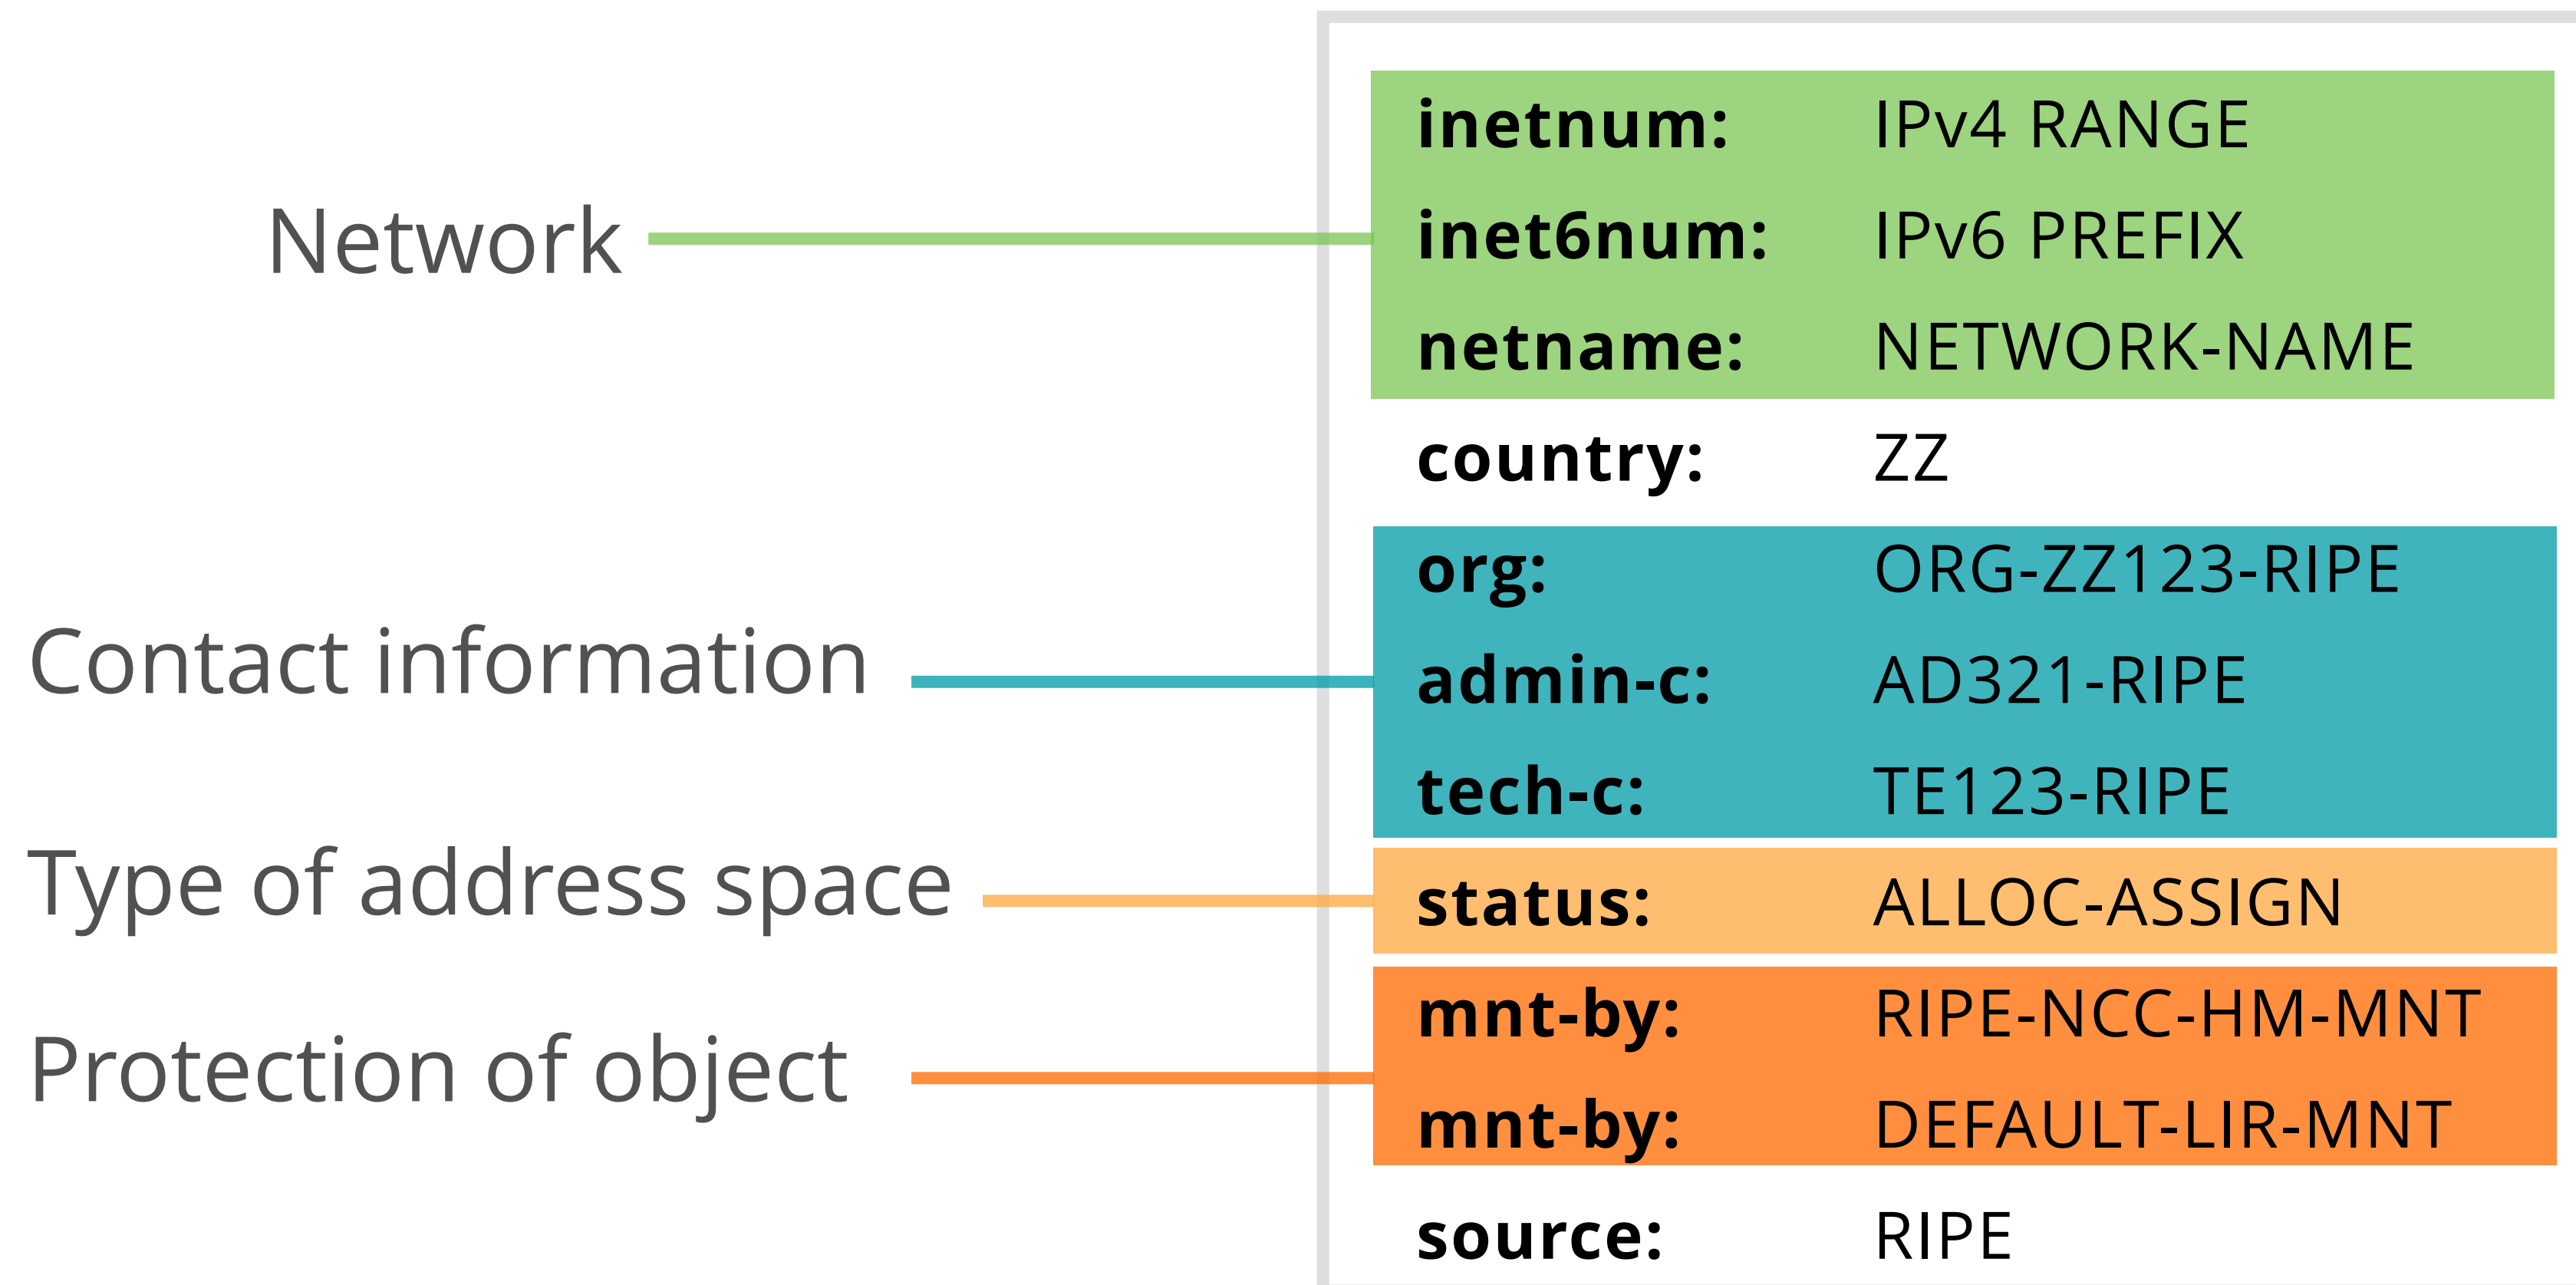 Network
inetnum: IPv4 RANGE
inet6num: IPv6 PREFIX
netname: NETWORK-NAME
country: ZZ
Contact information
org: ORG-ZZ123-RIPE
admin-c: AD321-RIPE
tech-c: TE123-RIPE
Type of address space
status: ALLOC-ASSIGN
Protection of object
mnt-by: RIPE-NCC-HM-MNT
mnt-by: DEFAULT-LIR-MNT
source: RIPE